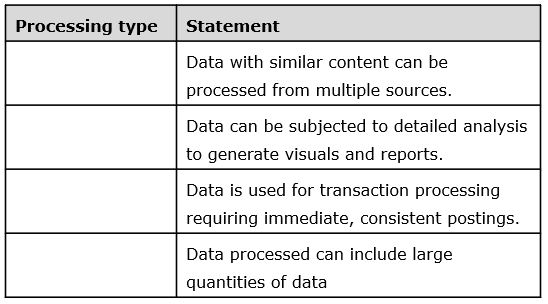 Processing type Statement
Data with similar content can be
processed from multiple sources.
Data can be subjected to detailed analysis
to generate visuals and reports.
Data is used for transaction processing
requiring immediate, consistent postings.
Data processed can include large
quantities of data